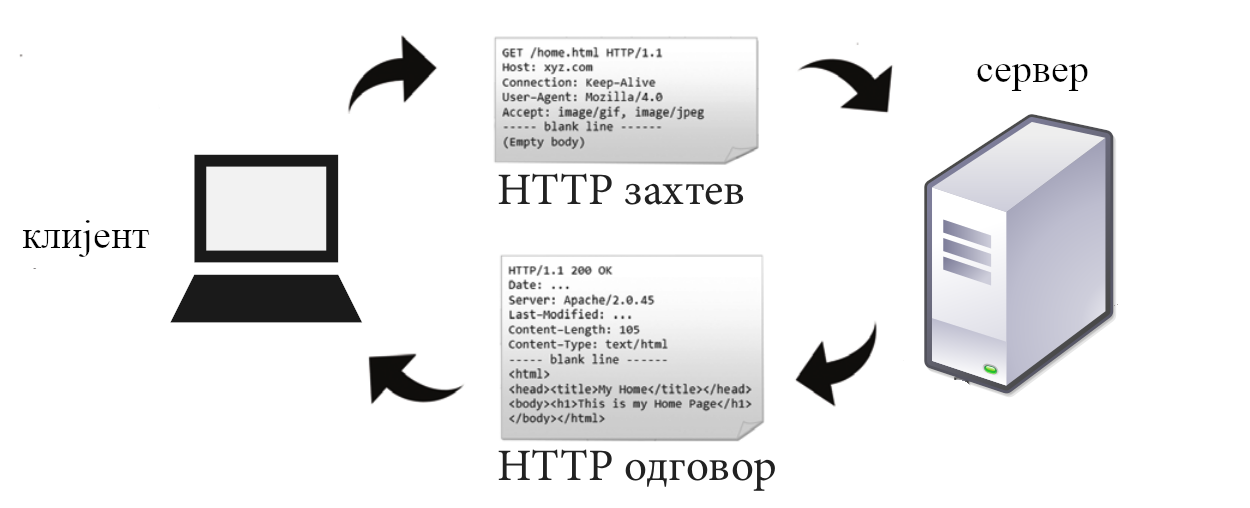 GET /home.html HTTP/1.1
Host: xyz.com
Connection: Keep-Alive
User-Agent: Mozilla/4.0
Accept: image/gif, image/jpeg
----- blank line ------
(Empty body)
HTTP захтев
сервер
клијент
HTTP/1.1 200 OK
Date: ...
Server: Apache/2.0.45
Last-Modified: ...
Content-Length: 105
Content-Type: text/html
----- blank line ------
<html>
<head><title>My Home</title></head>
<body><h1>This is my Home Page</h1>
</body></html>
HTTP одговор